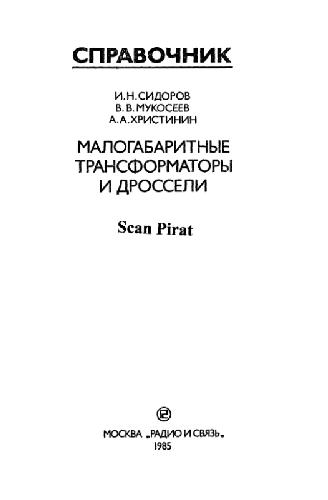 СПРАВОЧНИК
И.Н. СИДОРОВ
В.В. МУКОСЕЕВ
А.А. ХРИСТИНИН
МАЛОГАБАРИТНЫЕ
ТРАНСФОРМАТОРЫ
И ДРОССЕЛИ
Scan Pirat
МОСКВА „РАДИО И СВЯЗЬ„
1985